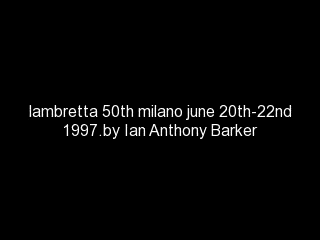 lambretta 50th milano june 20th-22nd
1997.by Ian Anthony Barker